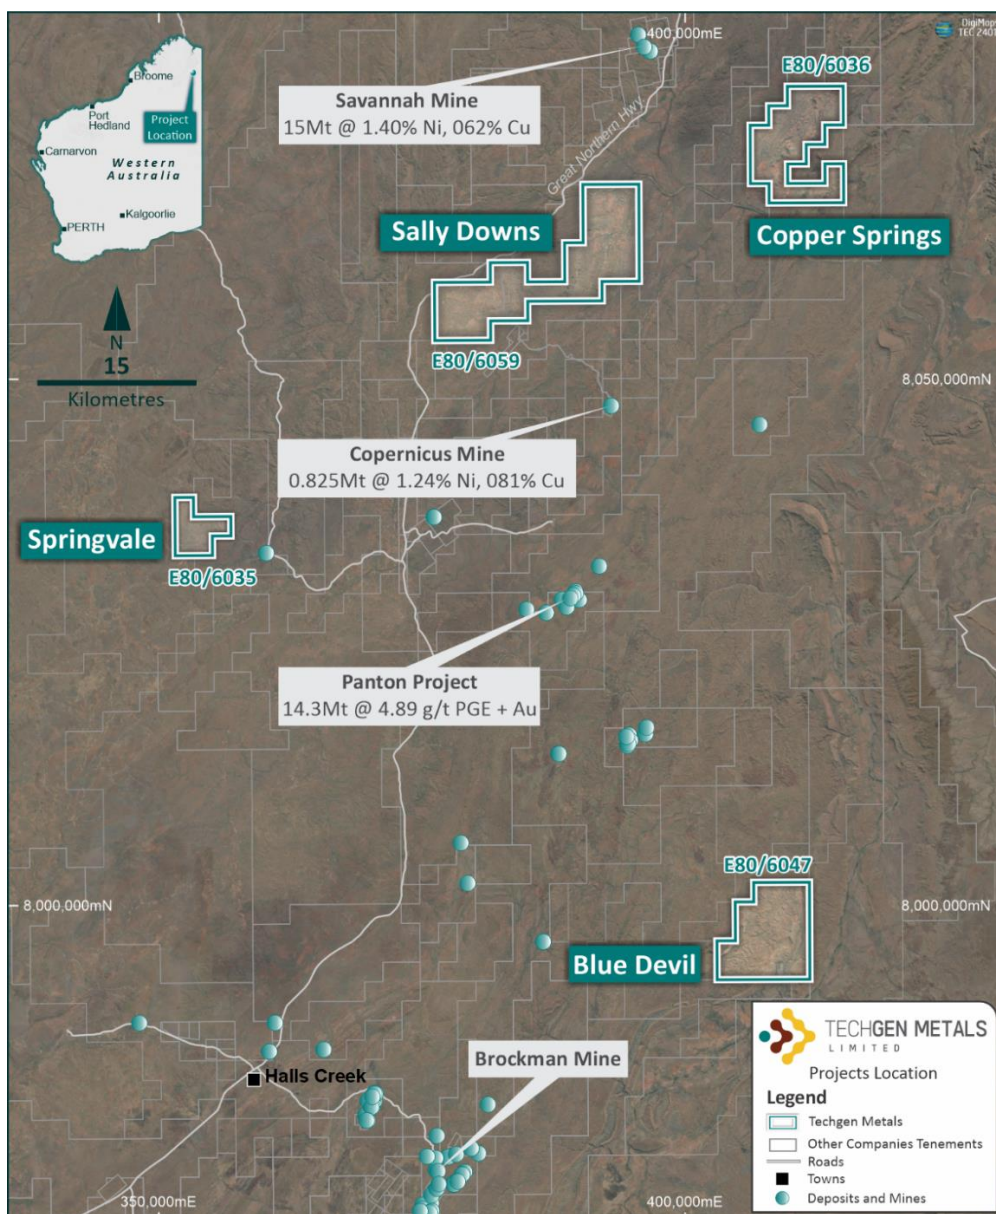 DigiMap
TEC 2401
400,000mE
E80/6036
Broome
Port
Hedland
Project
Location
Carnarvon
Western
Australia
Kalgoorlie
PERTH
Savannah Mine
15Mt @ 1.40% Ni, 062% Cu
Great Northern Hwy
Sally Downs
Copper Springs
N
15
Kilometres
E80/6059
8,050,000mN
Copernicus Mine
0.825Mt @ 1.24% Ni, 081% Cu
Springvale
E80/6035
Panton Project
14.3Mt @ 4.89 g/t PGE + Au
E80/6047
8,000,000mN
8,000,000mN
Blue Devil
Halls Creek
Brockman Mine
350,000mE
400,000mE
TECHGEN METALS
LIMITED
Projects Location
Legend
Techgen Metals
Other Companies Tenements
Roads
Towns
Deposits and Mines